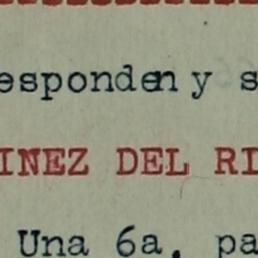 esponden y s
INEZ DEL RI
Una 6a. pa